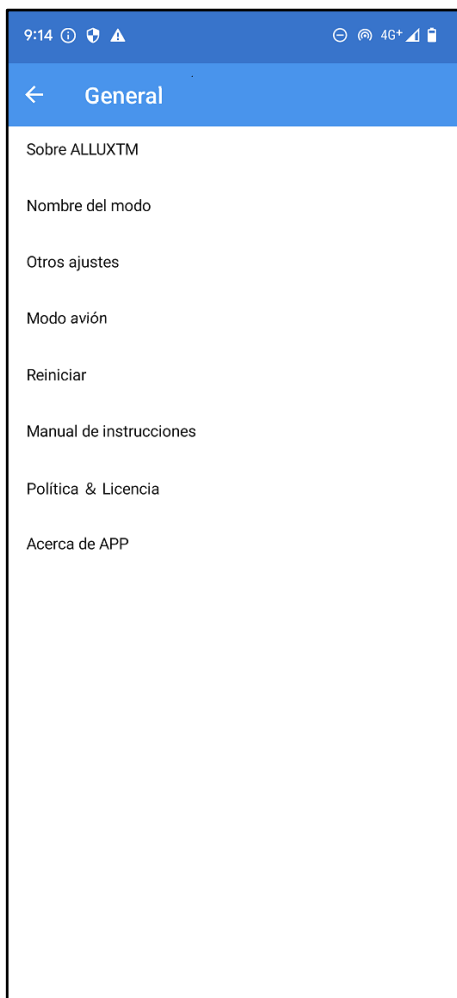 9:14 4G+
General
Sobre ALLUXTM
Nombre del modo
Otros ajustes
Modo avión
Reiniciar
Manual de instrucciones
Política & Licencia
Acerca de APP